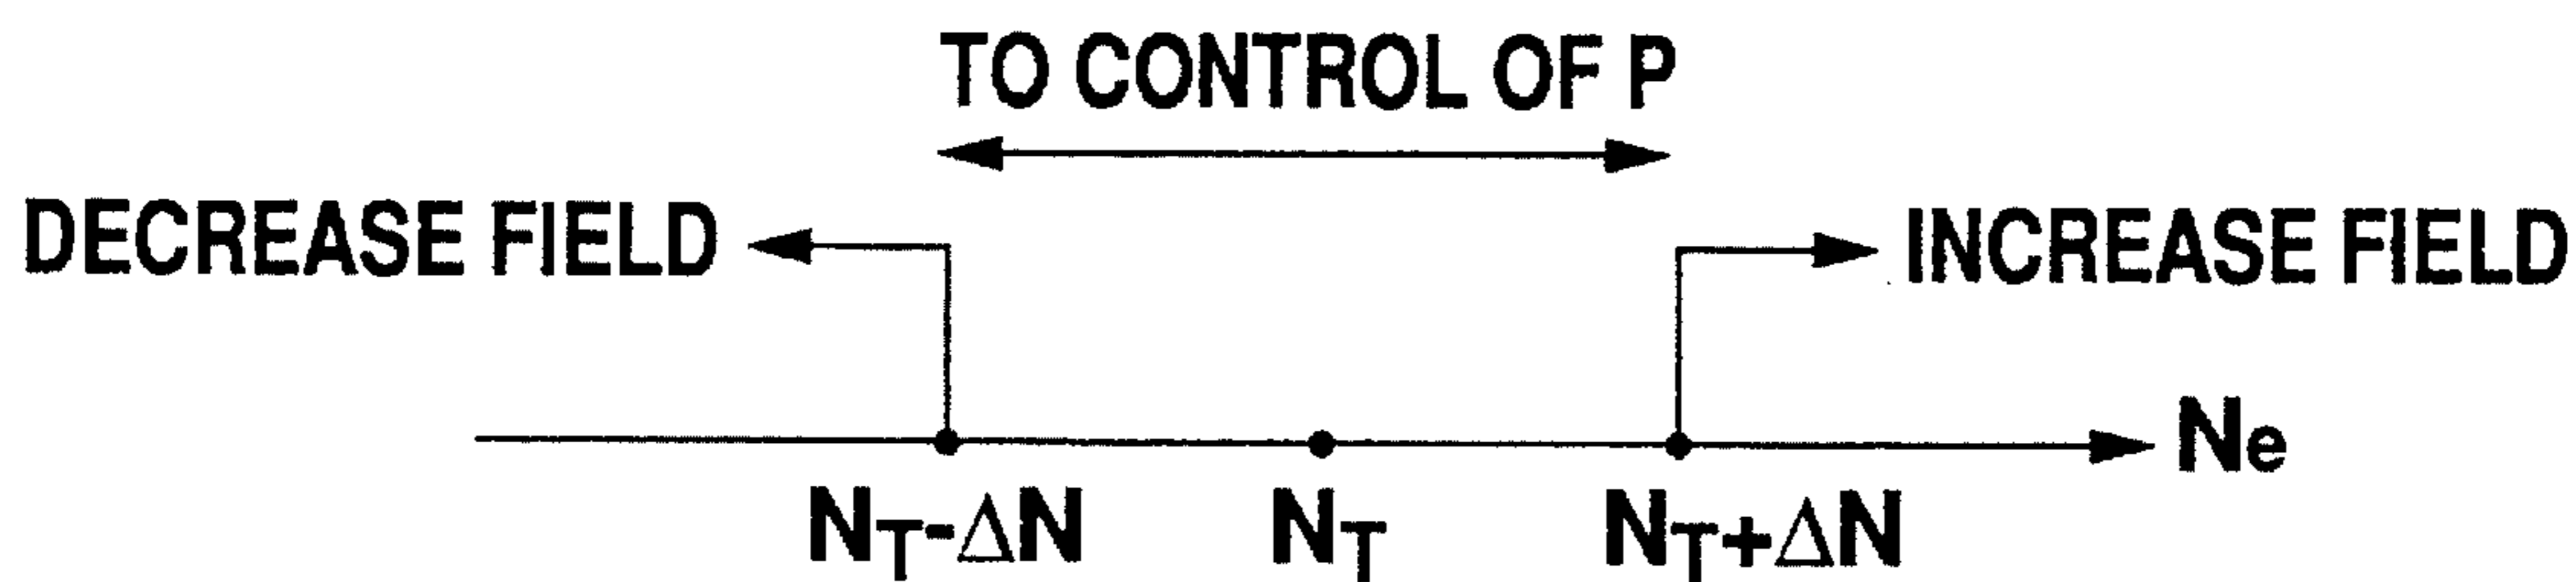 TO CONTROL OF P
DECREASE FIELD
INCREASE FIELD
Ne
NT-ΔN
NT
NT+ΔN